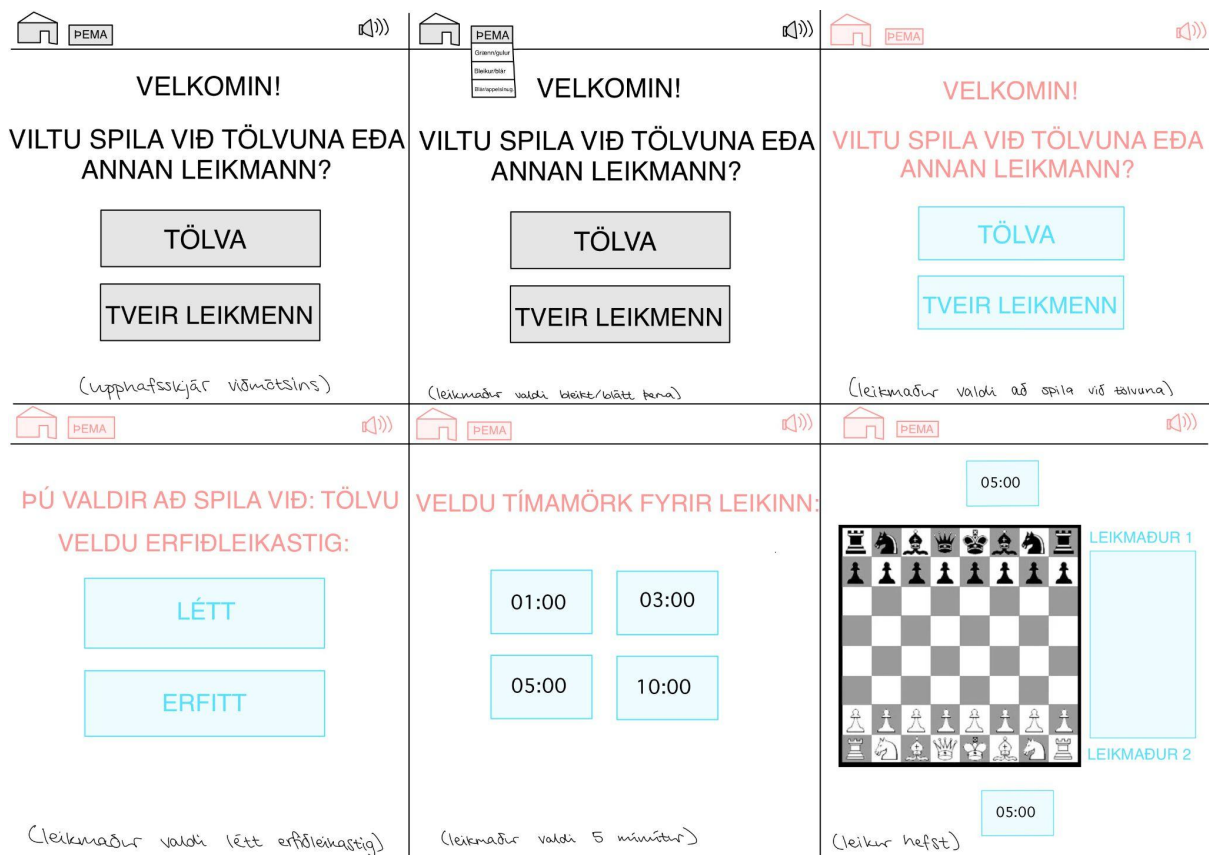 ÞEMA
VELKOMIN!
VILTU SPILA VIÐ TÖLVUNA EÐA
ANNAN LEIKMANN?
TÖLVA
TVEIR LEIKMENN
(upphafsskjár viðmótsins)
ÞEMA
Grænn/gulur
Bleikur/blár
Blár/appelsínug.
VELKOMIN!
VILTU SPILA VIÐ TÖLVUNA EÐA
ANNAN LEIKMANN?
TÖLVA
TVEIR LEIKMENN
(leikmaður valdi bleikt/blátt þema)
ÞEMA
VELKOMIN!
VILTU SPILA VIÐ TÖLVUNA EÐA
ANNAN LEIKMANN?
TÖLVA
TVEIR LEIKMENN
(leikmaður valdi að spila við tölvuna)
ÞEMA
ÞÚ VALDIR AÐ SPILA VIÐ: TÖLVU
VELDU ERFIÐLEIKASTIG:
LÉTT
ERFITT
(leikmaður valdi létt erfiðleikastig)
ÞEMA
VELDU TÍMAMÖRK FYRIR LEIKINN:
01:00 03:00
05:00 10:00
(leikmaður valdi 5 mínútur)
ÞEMA
05:00
LEIKMAÐUR 1
LEIKMAÐUR 2
05:00
(leikur hefst)